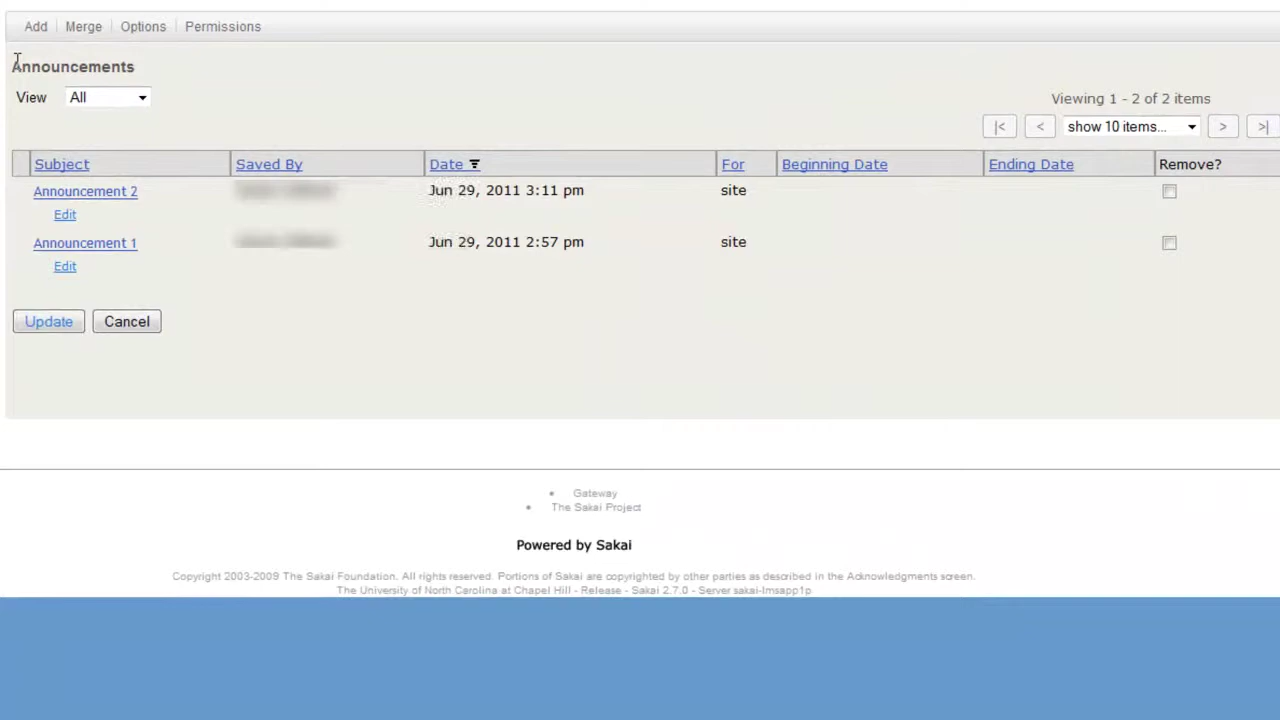 Add Merge Options Permissions
Announcements
View All
Viewing 1 - 2 of 2 items
|< < show 10 items... > >|
Subject Saved By Date For Beginning Date Ending Date Remove?
Announcement 2 Jun 29, 2011 3:11 pm site
Edit
Announcement 1 Jun 29, 2011 2:57 pm site
Edit
Update Cancel
Gateway
The Sakai Project
Powered by Sakai
Copyright 2003-2009 The Sakai Foundation. All rights reserved. Portions of Sakai are copyrighted by other parties as described in the Acknowledgments screen.
The University of North Carolina at Chapel Hill - Release - Sakai 2.7.0 - Server sakai-lmsapp1p